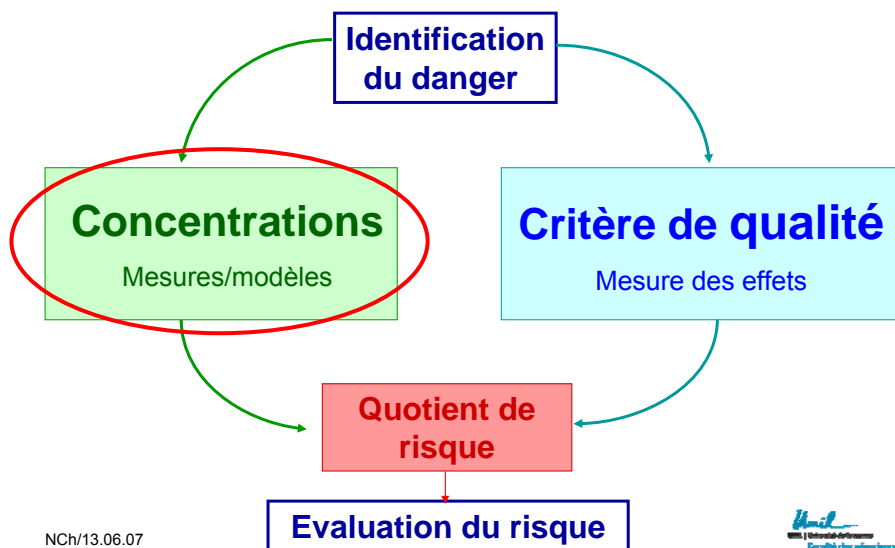 Identification
du danger
Concentrations
Mesures/modèles
Critère de qualité
Mesure des effets
Quotient de
risque
Evaluation du risque
NCh/13.06.07
Unil